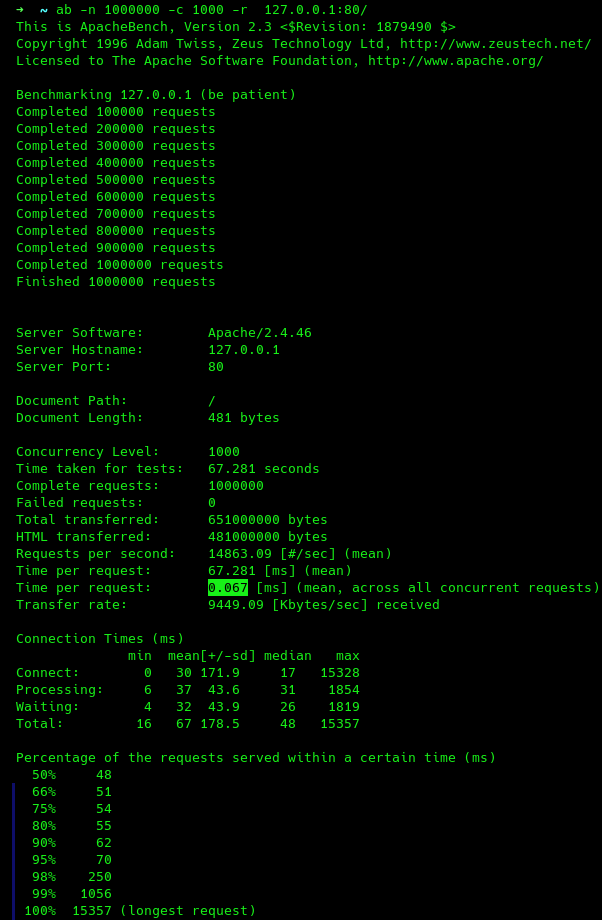 → ~ ab -n 1000000 -c 1000 -r 127.0.0.1:80/
This is ApacheBench, Version 2.3 <$Revision: 1879490 $>
Copyright 1996 Adam Twiss, Zeus Technology Ltd, http://www.zeustech.net/
Licensed to The Apache Software Foundation, http://www.apache.org/

Benchmarking 127.0.0.1 (be patient)
Completed 100000 requests
Completed 200000 requests
Completed 300000 requests
Completed 400000 requests
Completed 500000 requests
Completed 600000 requests
Completed 700000 requests
Completed 800000 requests
Completed 900000 requests
Completed 1000000 requests
Finished 1000000 requests

Server Software:        Apache/2.4.46
Server Hostname:        127.0.0.1
Server Port:            80

Document Path:          /
Document Length:        481 bytes

Concurrency Level:      1000
Time taken for tests:   67.281 seconds
Complete requests:      1000000
Failed requests:        0
Total transferred:      651000000 bytes
HTML transferred:       481000000 bytes
Requests per second:    14863.09 [#/sec] (mean)
Time per request:       67.281 [ms] (mean)
Time per request:       0.067 [ms] (mean, across all concurrent requests)
Transfer rate:          9449.09 [Kbytes/sec] received

Connection Times (ms)
              min   mean[+/-sd] median   max
Connect:        0   30 171.9     17   15328
Processing:     6   37  43.6     31    1854
Waiting:        4   32  43.9     26    1819
Total:         16   67 178.5     48   15357

Percentage of the requests served within a certain time (ms)
  50%     48
  66%     51
  75%     54
  80%     55
  90%     62
  95%     70
  98%    250
  99%   1056
 100%  15357 (longest request)